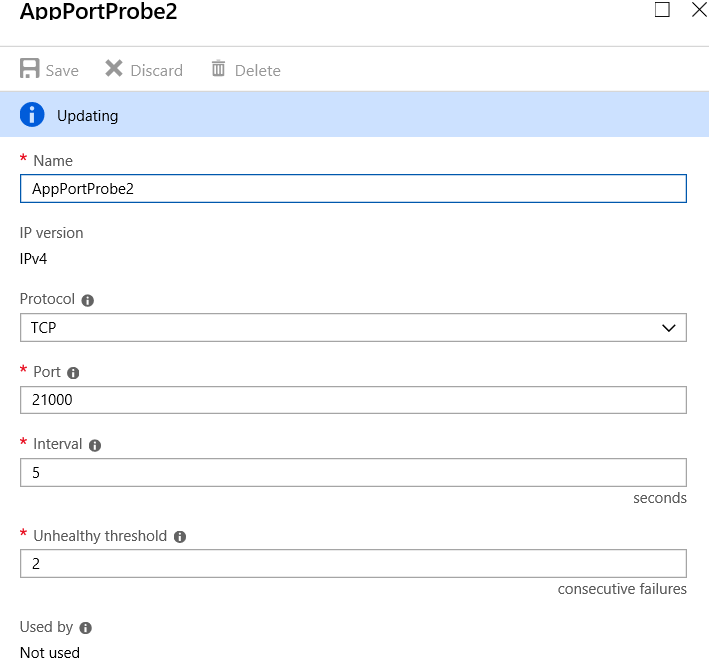 AppPortProbe2
Save Discard Delete
Updating
* Name
AppPortProbe2
IP version
IPv4
Protocol
TCP
* Port
21000
* Interval
5
seconds
* Unhealthy threshold
2
consecutive failures
Used by
Not used